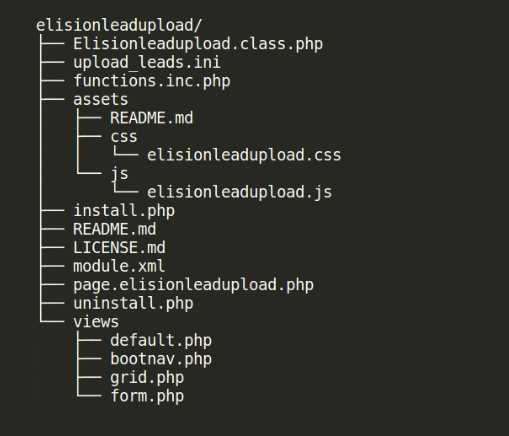 elisionleadupload/
├── Elisionleadupload.class.php
├── upload_leads.ini
├── functions.inc.php
├── assets
│   ├── README.md
│   ├── css
│   │   └── elisionleadupload.css
│   └── js
│       └── elisionleadupload.js
├── install.php
├── README.md
├── LICENSE.md
├── module.xml
├── page.elisionleadupload.php
├── uninstall.php
└── views
    ├── default.php
    ├── bootnav.php
    ├── grid.php
    └── form.php